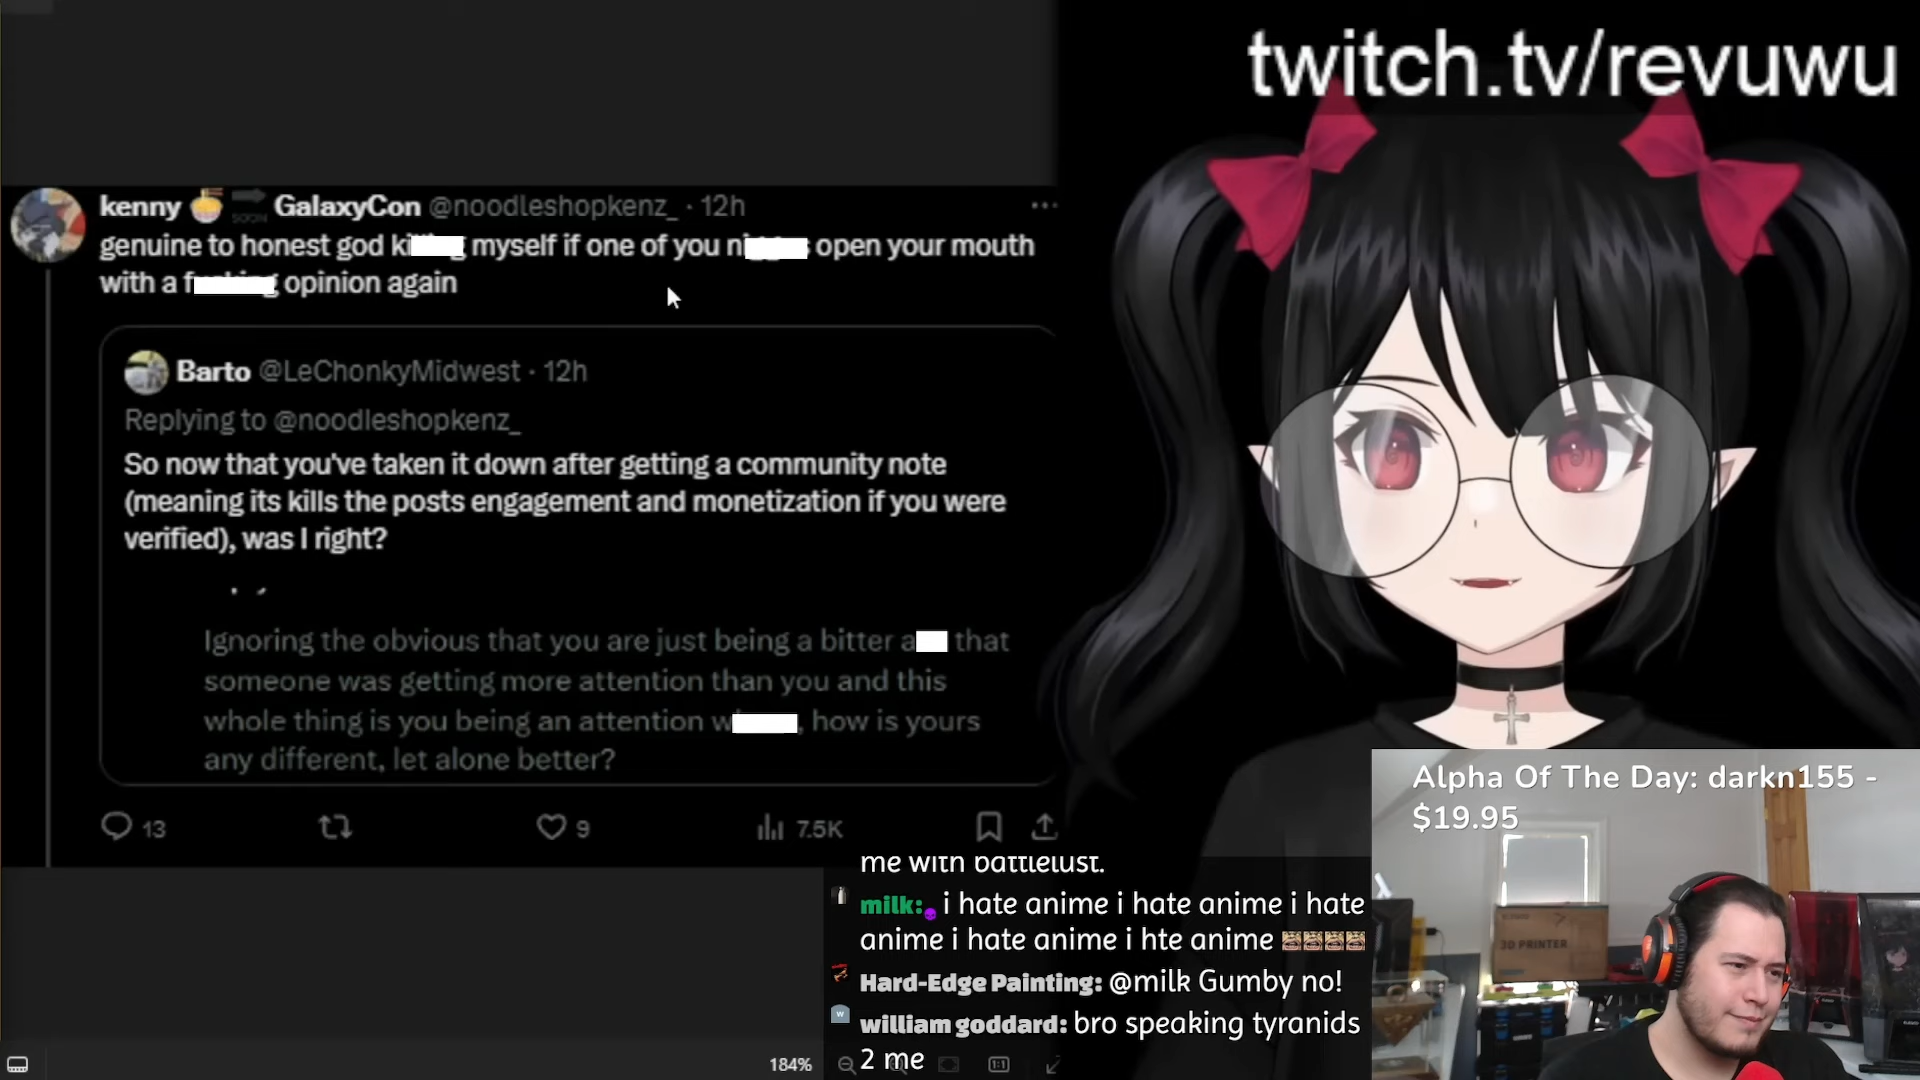 twitch.tv/revuwu
kenny GalaxyCon @noodleshopkenz_ · 12h
genuine to honest god ki g myself if one of you ni s open your mouth
with a f g opinion again
Barto @LeChonkyMidwest · 12h
Replying to @noodleshopkenz_
So now that you've taken it down after getting a community note
(meaning its kills the posts engagement and monetization if you were
verified), was I right?
Ignoring the obvious that you are just being a bitter a that
someone was getting more attention than you and this
whole thing is you being an attention w , how is yours
any different, let alone better?
13
9
7.5K
Alpha Of The Day: darkn155 -
$19.95
me with battlelust.
milk: i hate anime i hate anime i hate
anime i hate anime i hte anime
Hard-Edge Painting: @milk Gumby no!
william goddard: bro speaking tyranids
2 me
184%
1:1
3D PRINTER